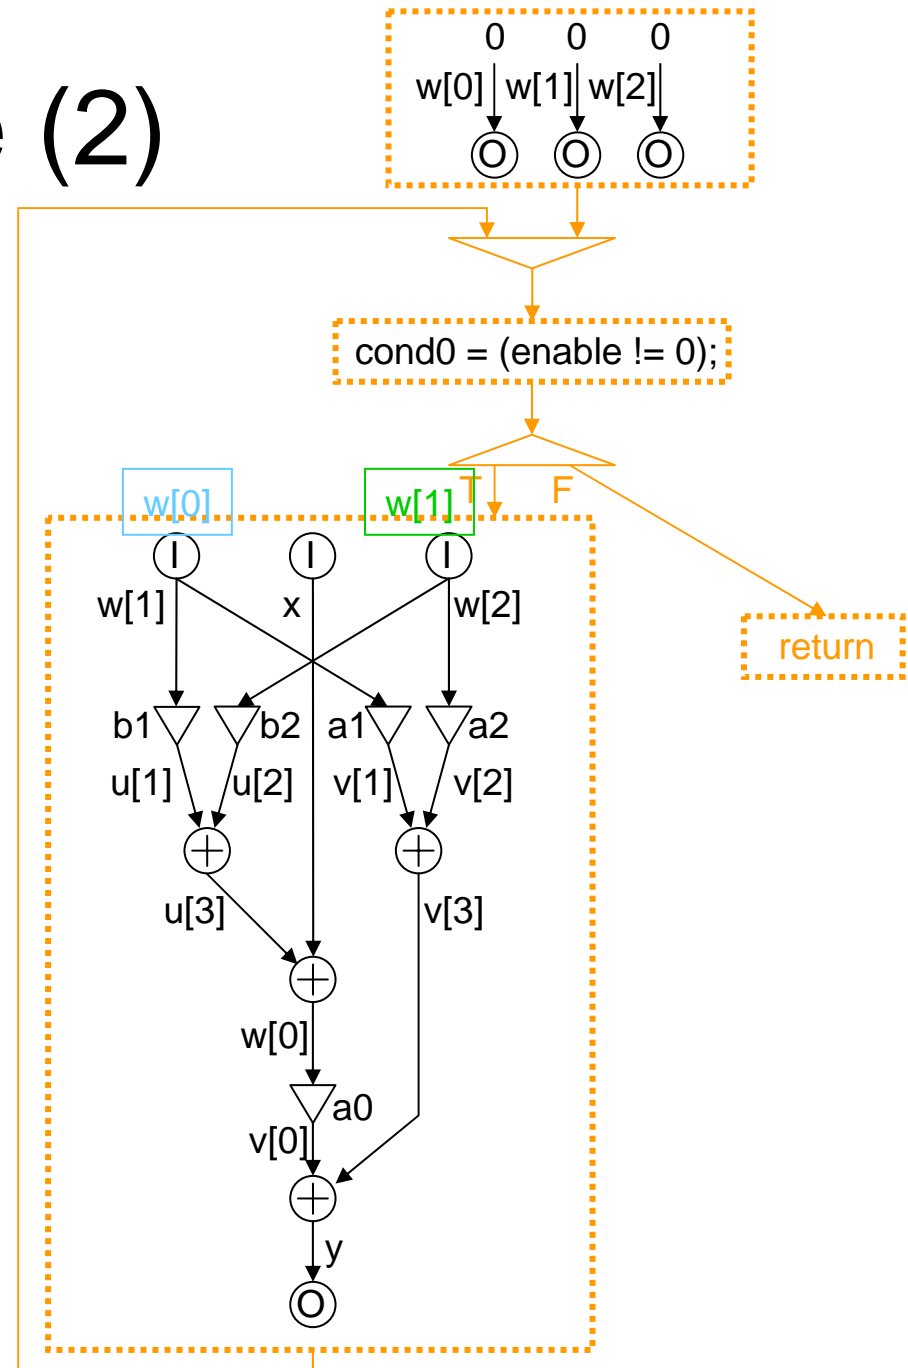 0 0 0
w[0] w[1] w[2]
(2)
O O O
cond0 = (enable != 0);
T F
w[0] w[1]
I I I
w[1] x w[2]
return
b1 b2 a1 a2
u[1] u[2] v[1] v[2]
u[3] v[3]
w[0]
a0
v[0]
y
O